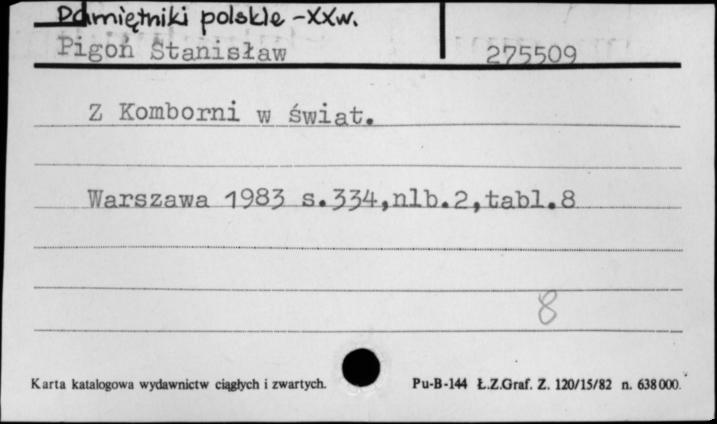 Pamiętniki polskie -XXw.
Pigoń Stanisław 275509
Z Komborni w świat.
Warszawa 1983 s.334,nlb.2,tabl.8
8
Karta katalogowa wydawnictw ciągłych i zwartych. Pu-B-144 Ł.Z.Graf. Z. 120/15/82 n. 638000.